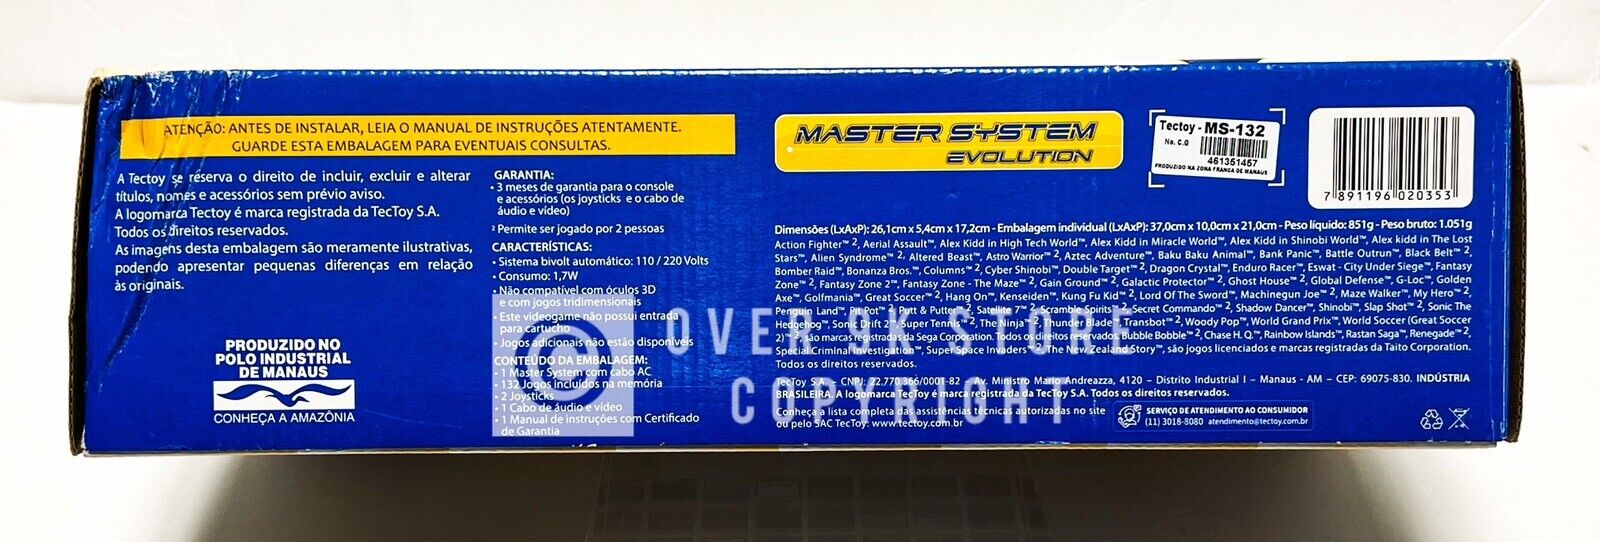 ATENÇÃO: ANTES DE INSTALAR, LEIA O MANUAL DE INSTRUÇÕES ATENTAMENTE.
GUARDE ESTA EMBALAGEM PARA EVENTUAIS CONSULTAS.
A Tectoy se reserva o direito de incluir, excluir e alterar
títulos, nomes e acessórios sem prévio aviso.
A logomarca Tectoy é marca registrada da TecToy S.A.
Todos os direitos reservados.
As imagens desta embalagem são meramente ilustrativas,
podendo apresentar pequenas diferenças em relação
às originais.
PRODUZIDO NO
POLO INDUSTRIAL
DE MANAUS
CONHEÇA A AMAZÔNIA
GARANTIA:
• 3 meses de garantia para o console
e acessórios (os joysticks e o cabo de
áudio e vídeo)
² Permite ser jogado por 2 pessoas
CARACTERÍSTICAS:
• Sistema bivolt automático: 110 / 220 Volts
• Consumo: 1,7W
• Não compatível com óculos 3D
e com jogos tridimensionais
• Este videogame não possui entrada
para cartucho
• Jogos adicionais não estão disponíveis
CONTEÚDO DA EMBALAGEM:
• 1 Master System com cabo AC
• 132 Jogos incluídos na memória
• 2 Joysticks
• 1 Cabo de áudio e vídeo
• 1 Manual de instruções com Certificado
de Garantia
MASTER SYSTEM
EVOLUTION
Tectoy - MS-132
No. C.Q
461351457
PRODUZIDO NA ZONA FRANCA DE MANAUS
7 891196 020353
Dimensões (LxAxP): 26,1cm x 5,4cm x 17,2cm - Embalagem individual (LxAxP): 37,0cm x 10,0cm x 21,0cm - Peso líquido: 851g - Peso bruto: 1.051g
Action Fighter™ ², Aerial Assault™, Alex Kidd in High Tech World™, Alex Kidd in Miracle World™, Alex Kidd in Shinobi World™, Alex kidd in The Lost
Stars™, Alien Syndrome™ ², Altered Beast™, Astro Warrior™ ², Aztec Adventure™, Baku Baku Animal™, Bank Panic™, Battle Outrun™, Black Belt™ ²,
Bomber Raid™, Bonanza Bros.™, Columns™ ², Cyber Shinobi™, Double Target™ ², Dragon Crystal™, Enduro Racer™, Eswat - City Under Siege™, Fantasy
Zone™ ², Fantasy Zone 2™, Fantasy Zone - The Maze™ ², Gain Ground™ ², Galactic Protector™ ², Ghost House™ ², Global Defense™, G-Loc™, Golden
Axe™, Golfmania™, Great Soccer™ ², Hang On™, Kenseiden™, Kung Fu Kid™ ², Lord Of The Sword™, Machinegun Joe™ ², Maze Walker™, My Hero™ ²,
Penguin Land™, Pit Pot™ ², Putt & Putter™ ², Satellite 7™ ², Scramble Spirits™ ², Secret Commando™ ², Shadow Dancer™, Shinobi™, Slap Shot™ ², Sonic The
Hedgehog™, Sonic Drift 2™, Super Tennis™ ², The Ninja™, Thunder Blade™, Transbot™ ², Woody Pop™, World Grand Prix™, World Soccer (Great Soccer
2)™ ², são marcas registradas da Sega Corporation. Todos os direitos reservados. Bubble Bobble™ ², Chase H. Q.™, Rainbow Islands™, Rastan Saga™, Renegade™ ²,
Special Criminal Investigation™, Super Space Invaders™ ², The NewZealand Story™, são jogos licenciados e marcas registradas da Taito Corporation.
Todos os direitos reservados.
TecToy S.A. CNPJ: 22.770.366/0001-82 - Av. Ministro Mario Andreazza, 4120 – Distrito Industrial I – Manaus - AM – CEP: 69075-830. INDÚSTRIA
BRASILEIRA. A logomarca TecToy é marca registrada da TecToy S.A. Todos os direitos reservados.
Conheça a lista completa das assistências técnicas autorizadas no site
ou pelo SAC TecToy: www.tectoy.com.br
SERVIÇO DE ATENDIMENTO AO CONSUMIDOR
(11) 3018-8080 atendimento@tectoy.com.br
© OVER SK STORE
COPYRIGHT